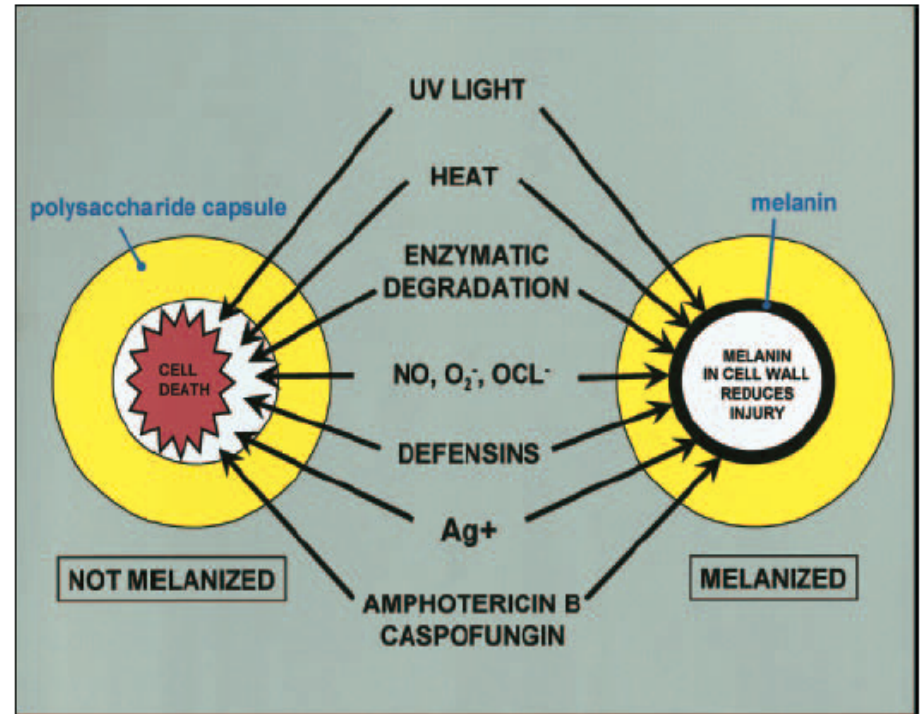 UV LIGHT
HEAT
polysaccharide capsule
melanin
ENZYMATIC
DEGRADATION
CELL
DEATH
NO, O₂⁻, OCL⁻
MELANIN
IN CELL WALL
REDUCES
INJURY
DEFENSINS
Ag+
NOT MELANIZED
MELANIZED
AMPHOTERICIN B
CASPOFUNGIN